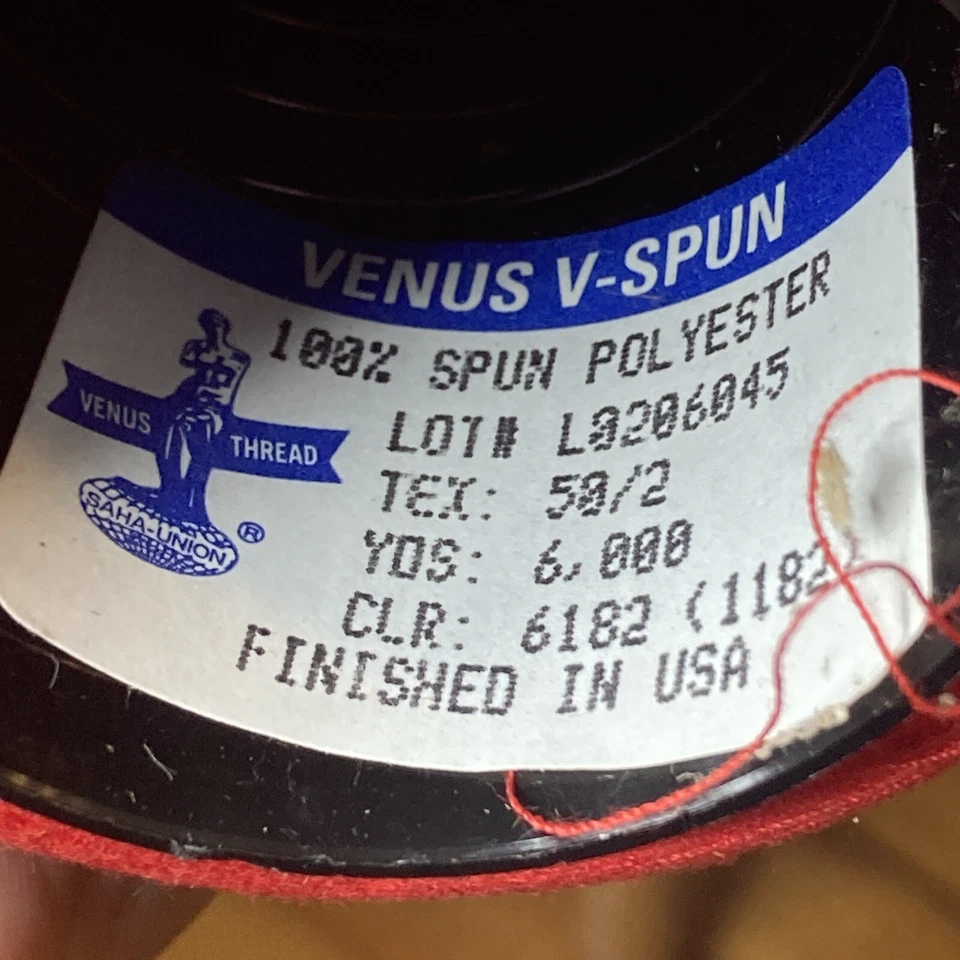 VENUS V-SPUN
100% SPUN POLYESTER
LOT# L0206045
TEX: 50/2
YDS: 6,000
CLR: 6182 (1182)
FINISHED IN USA
VENUS THREAD
SAHA-UNION ®